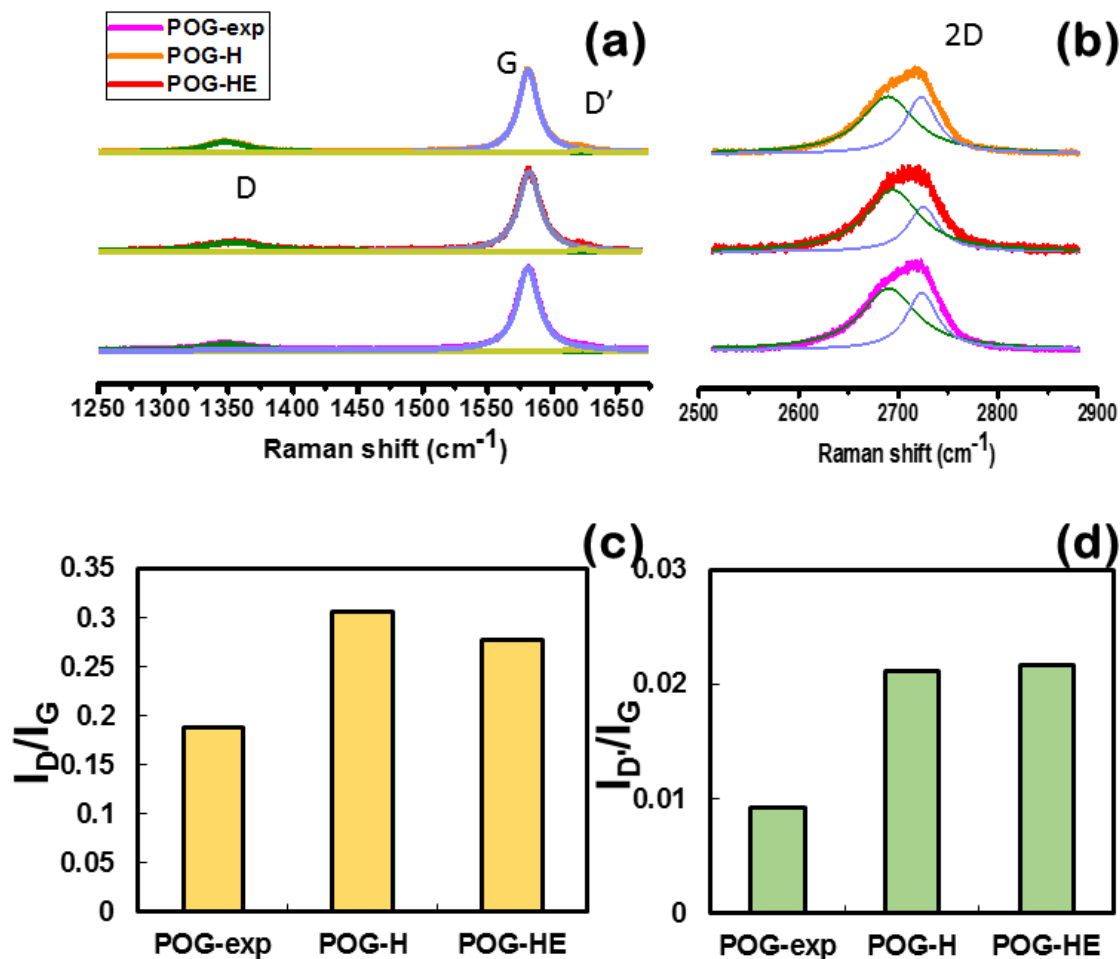 POG-exp
POG-H
POG-HE
(a)
G
D’
D
1250 1300 1350 1400 1450 1500 1550 1600 1650
Raman shift (cm-1)
(b)
2D
2500 2600 2700 2800 2900
Raman shift (cm-1)
(c)
0.35
0.3
0.25
0.2
0.15
0.1
0.05
0
ID/IG
POG-exp POG-H POG-HE
(d)
0.03
0.02
0.01
0
ID'/IG
POG-exp POG-H POG-HE